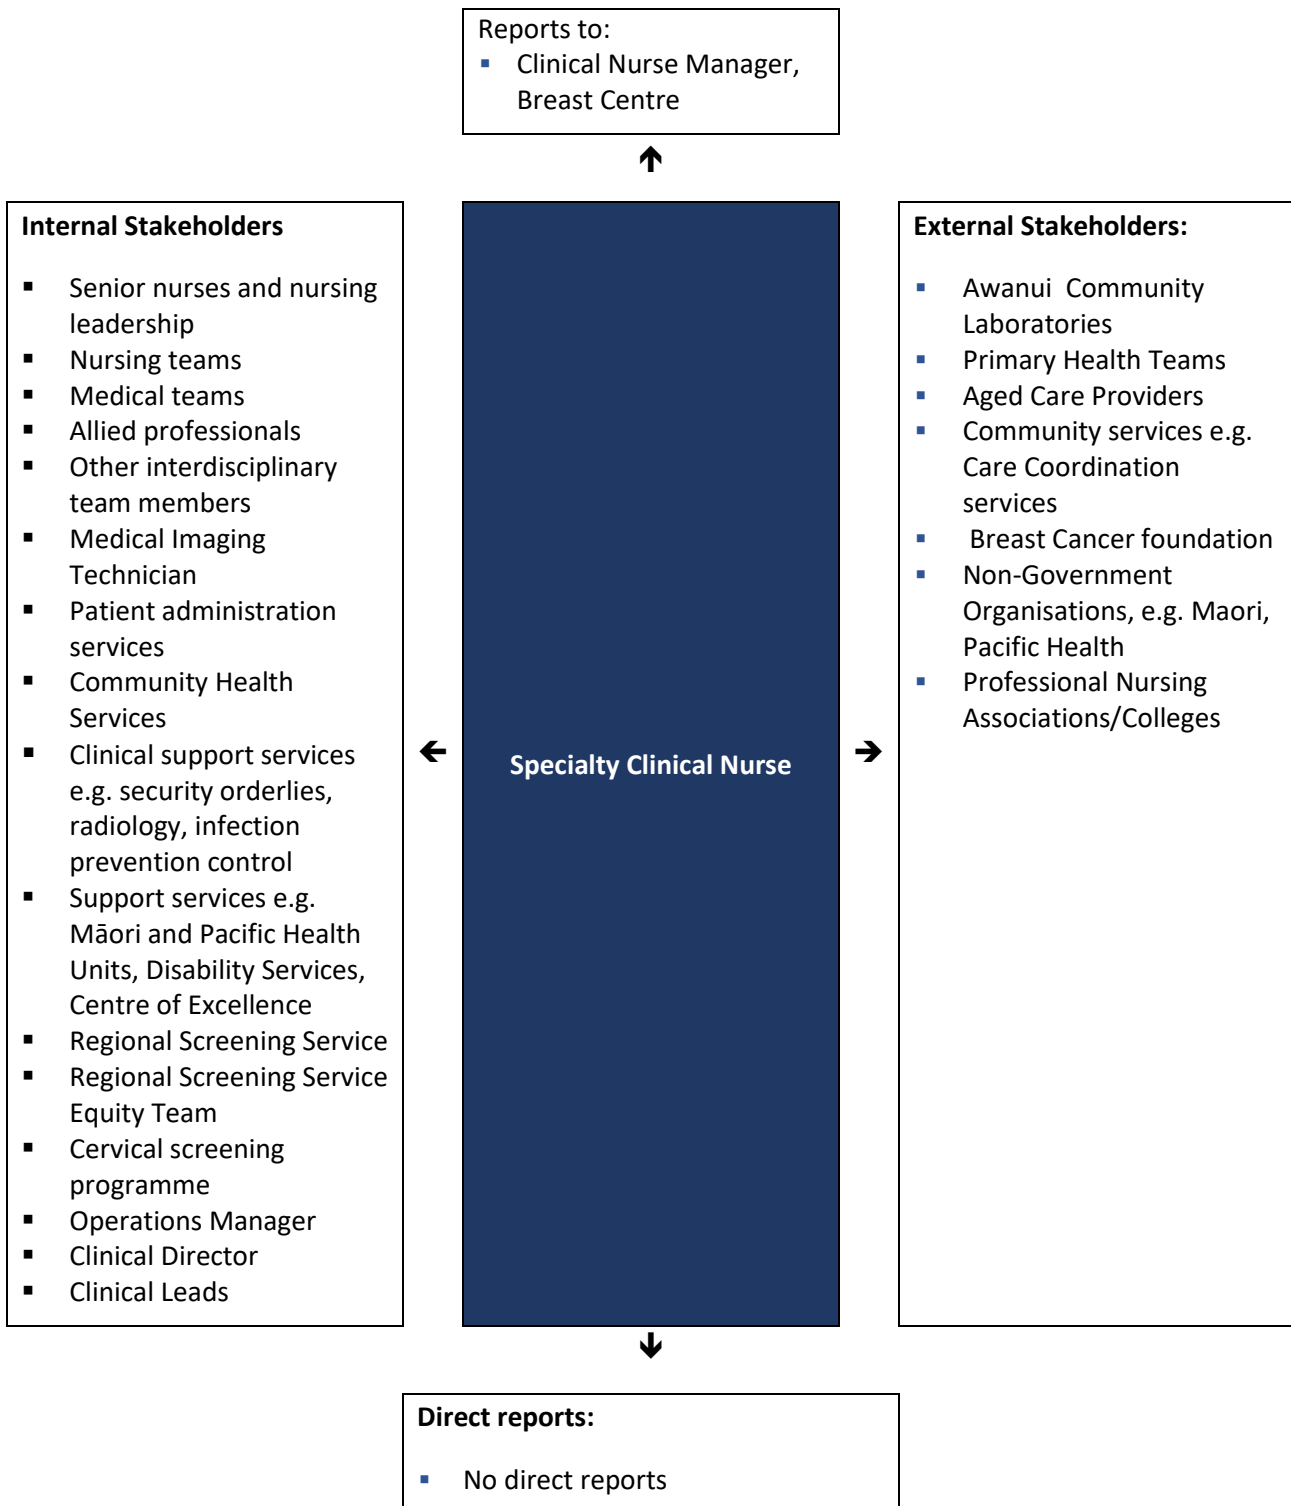 Reports to:
▪ Clinical Nurse Manager,
Breast Centre
🡹
Internal Stakeholders
▪ Senior nurses and nursing
leadership
▪ Nursing teams
▪ Medical teams
▪ Allied professionals
▪ Other interdisciplinary
team members
▪ Medical Imaging
Technician
▪ Patient administration
services
▪ Community Health
Services
▪ Clinical support services
e.g. security orderlies,
radiology, infection
prevention control
▪ Support services e.g.
Māori and Pacific Health
Units, Disability Services,
Centre of Excellence
▪ Regional Screening Service
▪ Regional Screening Service
Equity Team
▪ Cervical screening
programme
▪ Operations Manager
▪ Clinical Director
▪ Clinical Leads
🡸
Specialty Clinical Nurse
🡺
External Stakeholders:
▪ Awanui  Community
Laboratories
▪ Primary Health Teams
▪ Aged Care Providers
▪ Community services e.g.
Care Coordination
services
▪ Breast Cancer foundation
▪ Non-Government
Organisations, e.g. Maori,
Pacific Health
▪ Professional Nursing
Associations/Colleges
🡻
Direct reports:
▪ No direct reports